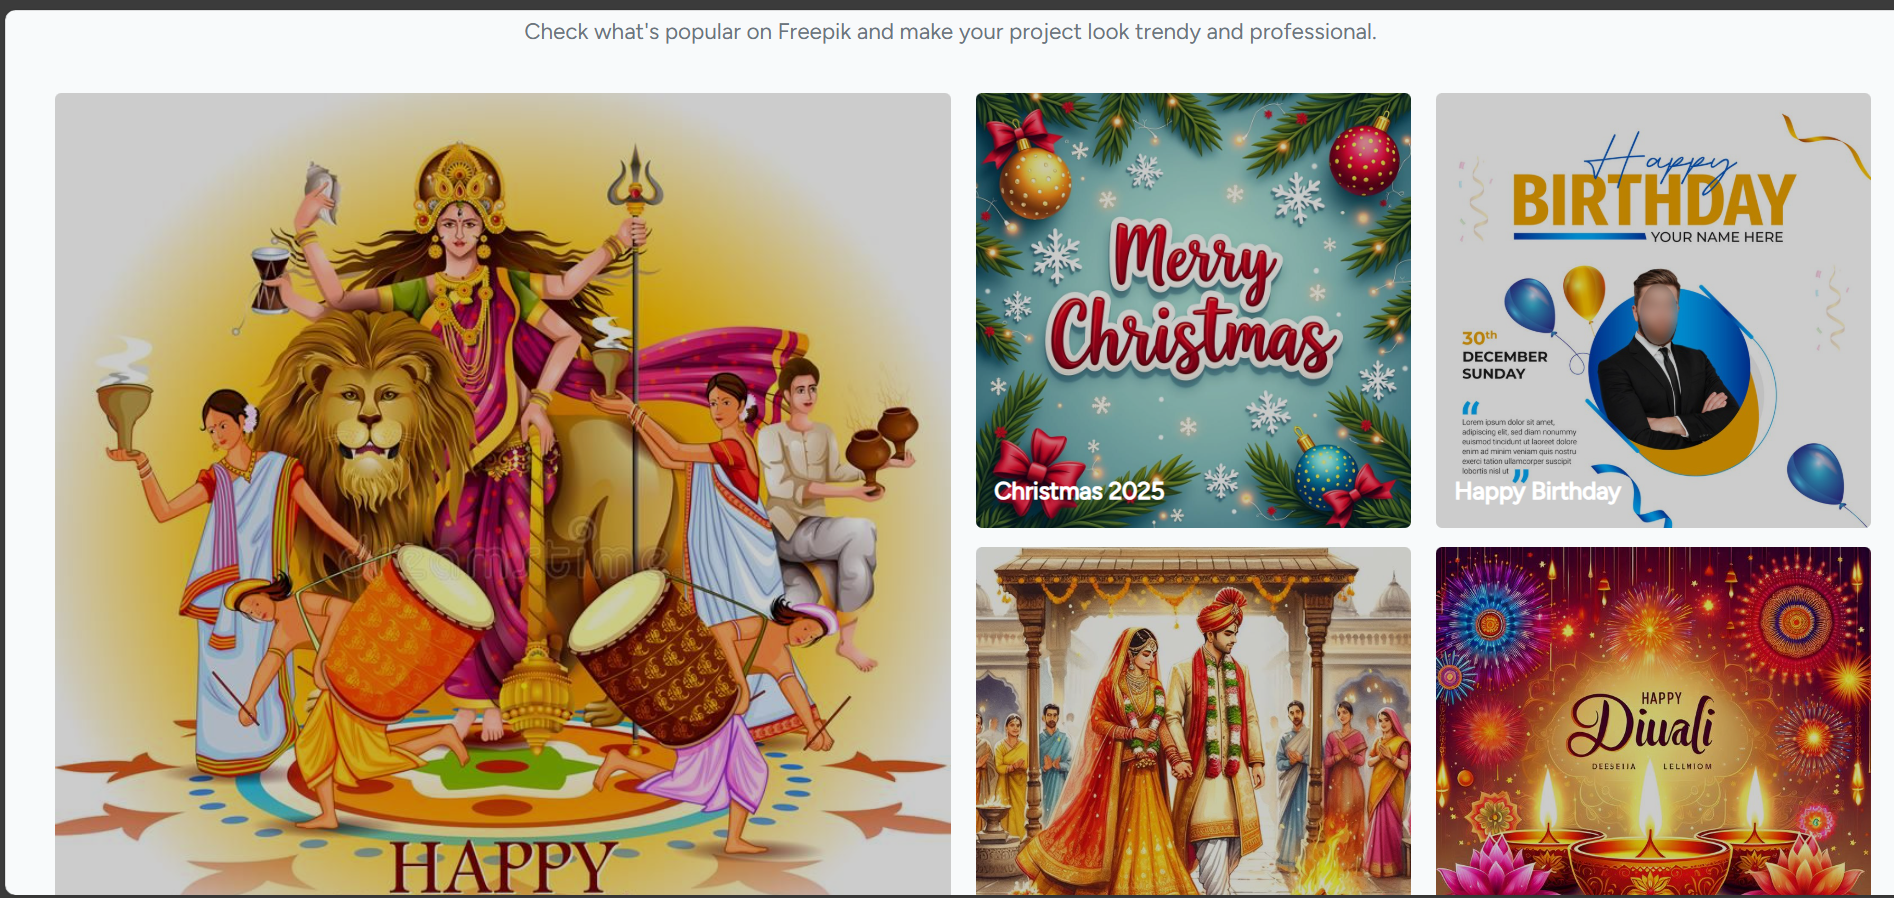 Check what's popular on Freepik and make your project look trendy and professional.
dreamstime
HAPPY
Merry
Christmas
Christmas 2025
Happy
BIRTHDAY
YOUR NAME HERE
30th
DECEMBER
SUNDAY
“
Lorem ipsum dolor sit amet,
adipiscing elit, sed diam nonummy
euismod tincidunt ut laoreet dolore
enim ad minim veniam quis nostru
exerci tation ullamcorper suscipit
lobortis nisl ut
”
Happy Birthday
HAPPY
Diwali